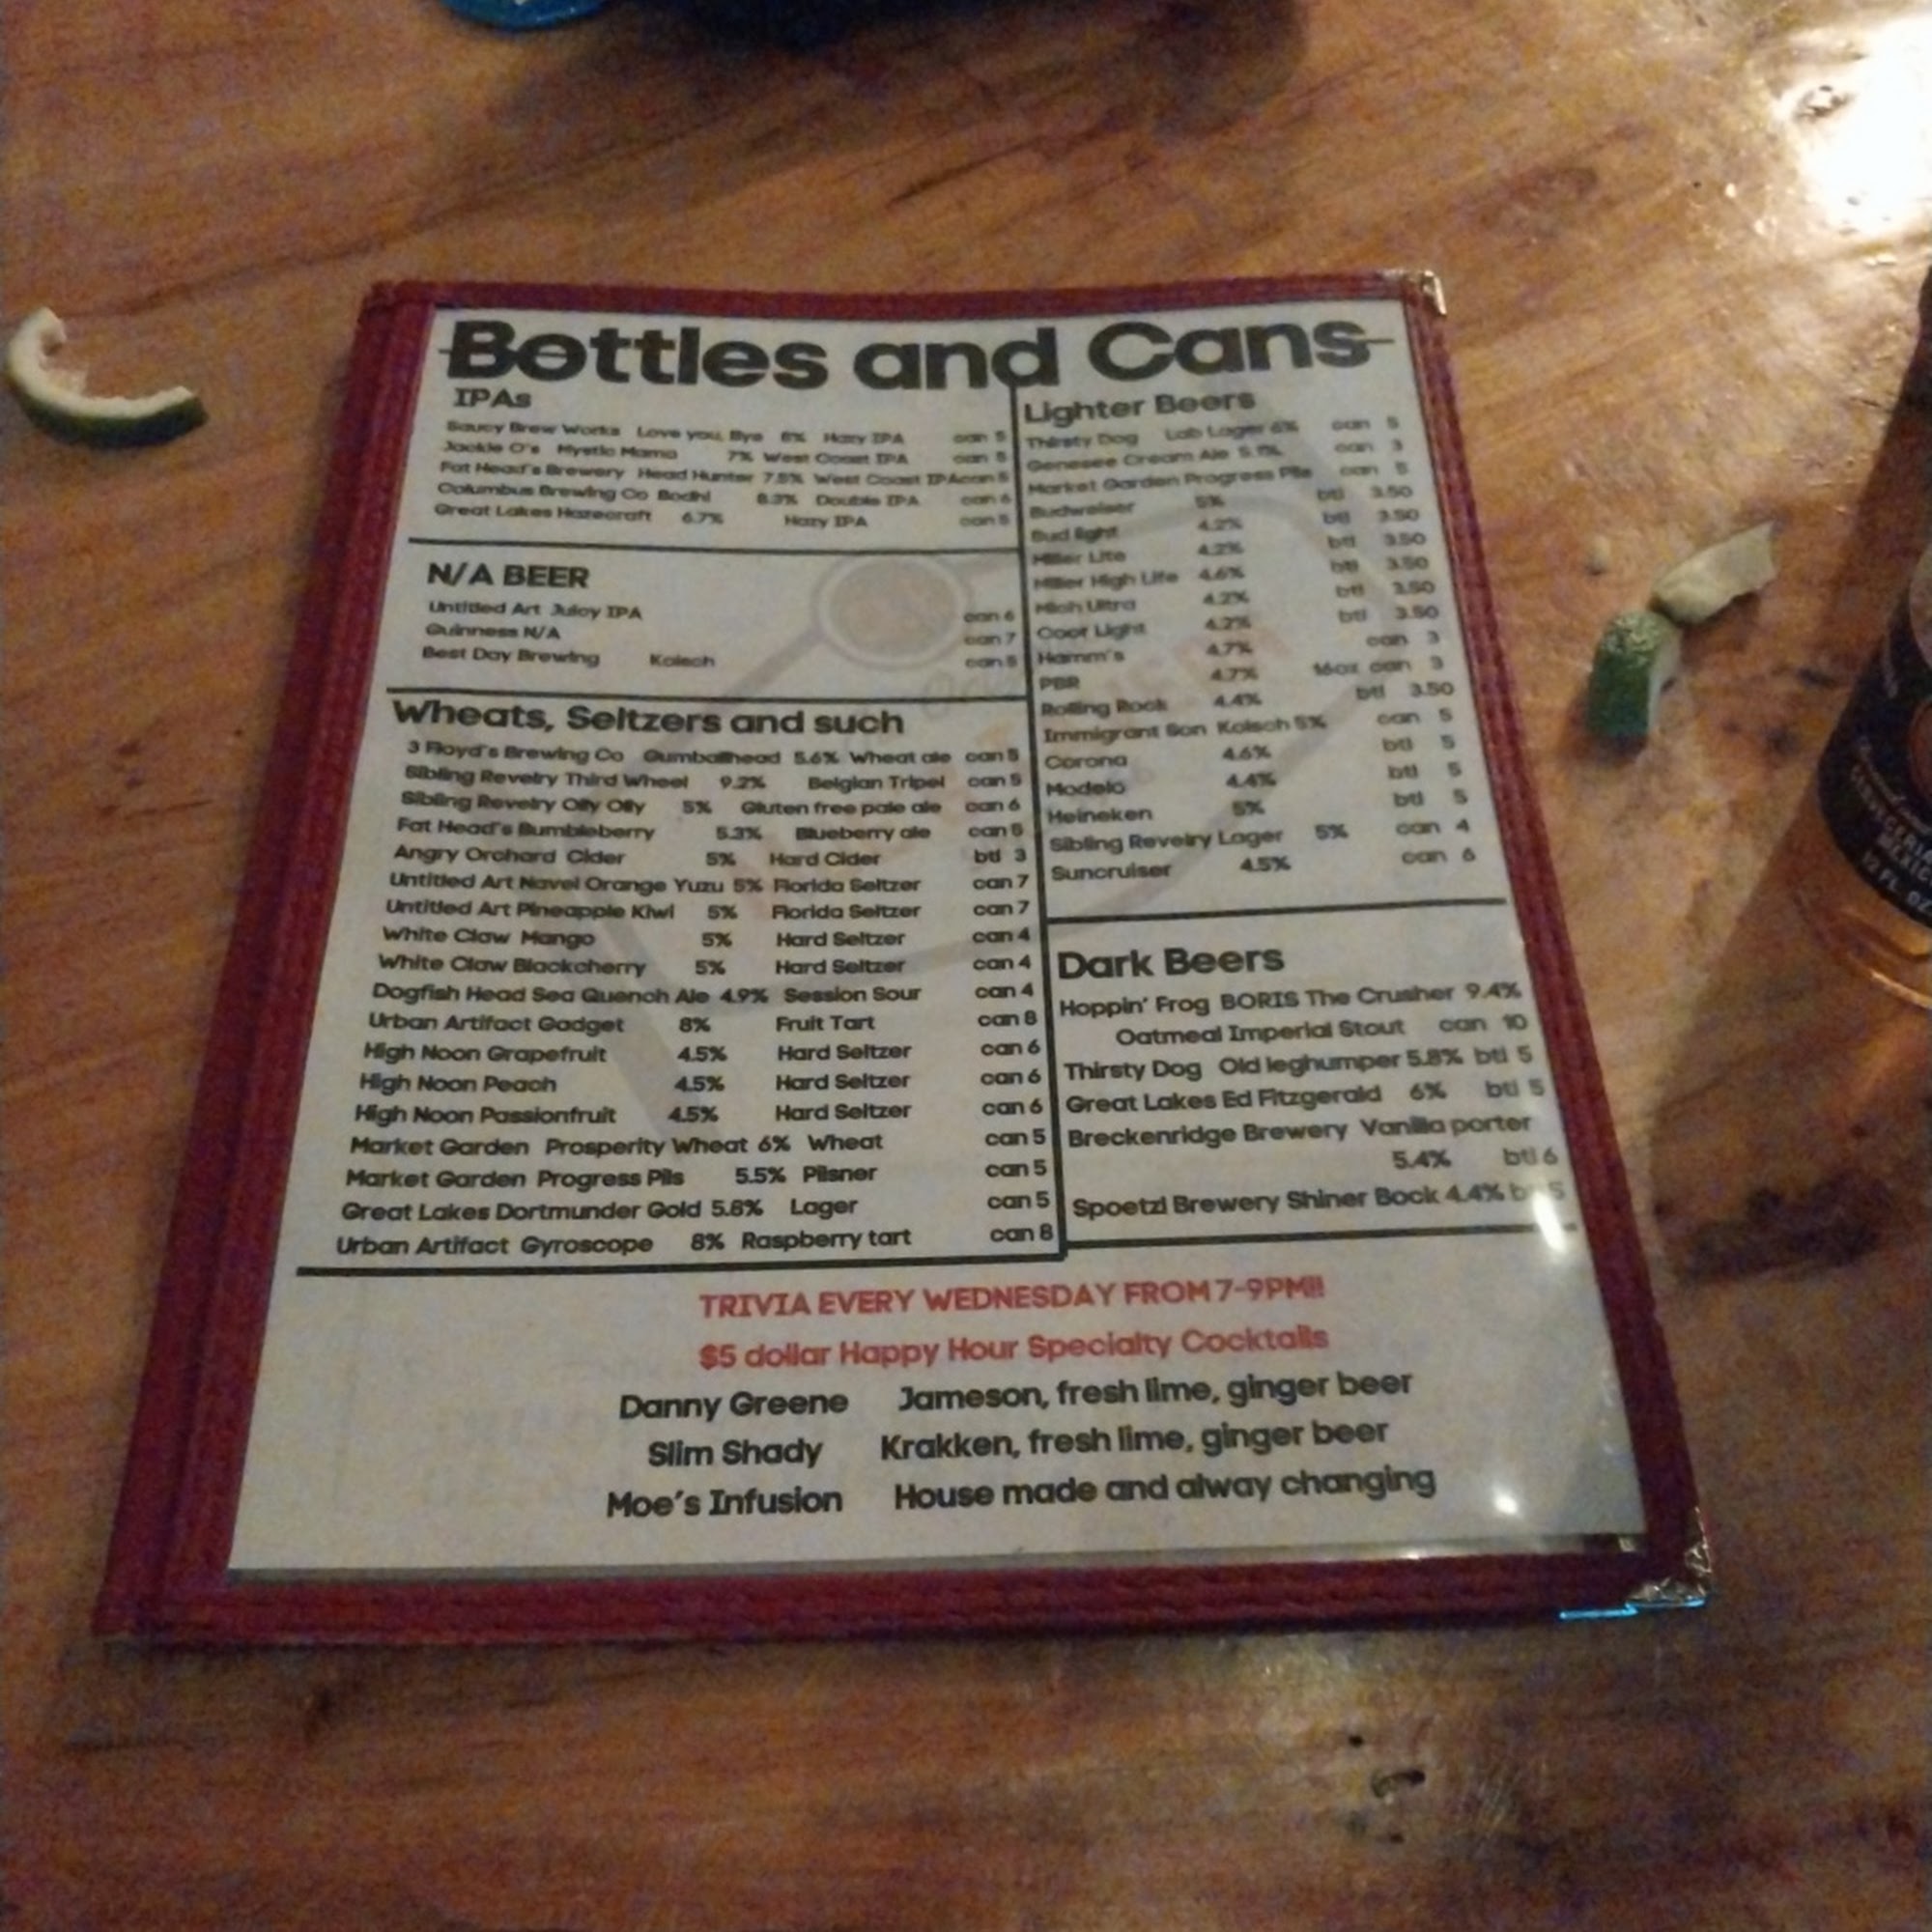 Bottles and Cans
IPAs
Saucy Brew Works Love you, Bye 6% Hazy IPA can 5
Jackie O's Mystic Mama 7% West Coast IPA can 5
Fat Head's Brewery Head Hunter 7.5% West Coast IPA can 5
Columbus Brewing Co Bodhi 8.3% Double IPA can 6
Great Lakes Hazecraft 6.7% Hazy IPA can 5
N/A BEER
Untitled Art Juicy IPA can 6
Guinness N/A can 7
Best Day Brewing Kolsch can 5
Wheats, Seltzers and such
3 Floyd's Brewing Co Gumballhead 5.6% Wheat ale can 5
Sibling Revelry Third Wheel 9.2% Belgian Tripel can 5
Sibling Revelry Olly Olly 5% Gluten free pale ale can 6
Fat Head's Bumbleberry 5.3% Blueberry ale can 5
Angry Orchard Cider 5% Hard Cider btl 3
Untitled Art Navel Orange Yuzu 5% Florida Seltzer can 7
Untitled Art Pineapple Kiwi 5% Florida Seltzer can 7
White Claw Mango 5% Hard Seltzer can 4
White Claw Blackcherry 5% Hard Seltzer can 4
Dogfish Head Sea Quench Ale 4.9% Session Sour can 4
Urban Artifact Gadget 8% Fruit Tart can 8
High Noon Grapefruit 4.5% Hard Seltzer can 6
High Noon Peach 4.5% Hard Seltzer can 6
High Noon Passionfruit 4.5% Hard Seltzer can 6
Market Garden Prosperity Wheat 6% Wheat can 5
Market Garden Progress Pils 5.5% Pilsner can 5
Great Lakes Dortmunder Gold 5.8% Lager can 5
Urban Artifact Gyroscope 8% Raspberry tart can 8
Lighter Beers
Thirsty Dog Lab Lager 6% can 5
Genesee Cream Ale 5.1% can 3
Market Garden Progress Pils can 5
Budweiser 5% btl 3.50
Bud light 4.2% btl 3.50
Miller Lite 4.2% btl 3.50
Miller High Life 4.6% btl 3.50
Mich Ultra 4.2% btl 3.50
Coor Light 4.2% btl 3.50
Hamm's 4.7% can 3
PBR 4.7% 16oz can 3
Rolling Rock 4.4% btl 3.50
Immigrant Son Kolsch 5% can 5
Corona 4.6% btl 5
Modelo 4.4% btl 5
Heineken 5% btl 5
Sibling Revelry Lager 5% can 4
Suncruiser 4.5% can 6
Dark Beers
Hoppin' Frog BORIS The Crusher 9.4%
Oatmeal Imperial Stout can 10
Thirsty Dog Old leghumper 5.8% btl 5
Great Lakes Ed Fitzgerald 6% btl 5
Breckenridge Brewery Vanilla porter
5.4% btl 6
Spoetzl Brewery Shiner Bock 4.4% 5
TRIVIA EVERY WEDNESDAY FROM 7-9PM!!
$5 dollar Happy Hour Specialty Cocktails
Danny Greene Jameson, fresh lime, ginger beer
Slim Shady Krakken, fresh lime, ginger beer
Moe's Infusion House made and alway changing
12 FL. OZ